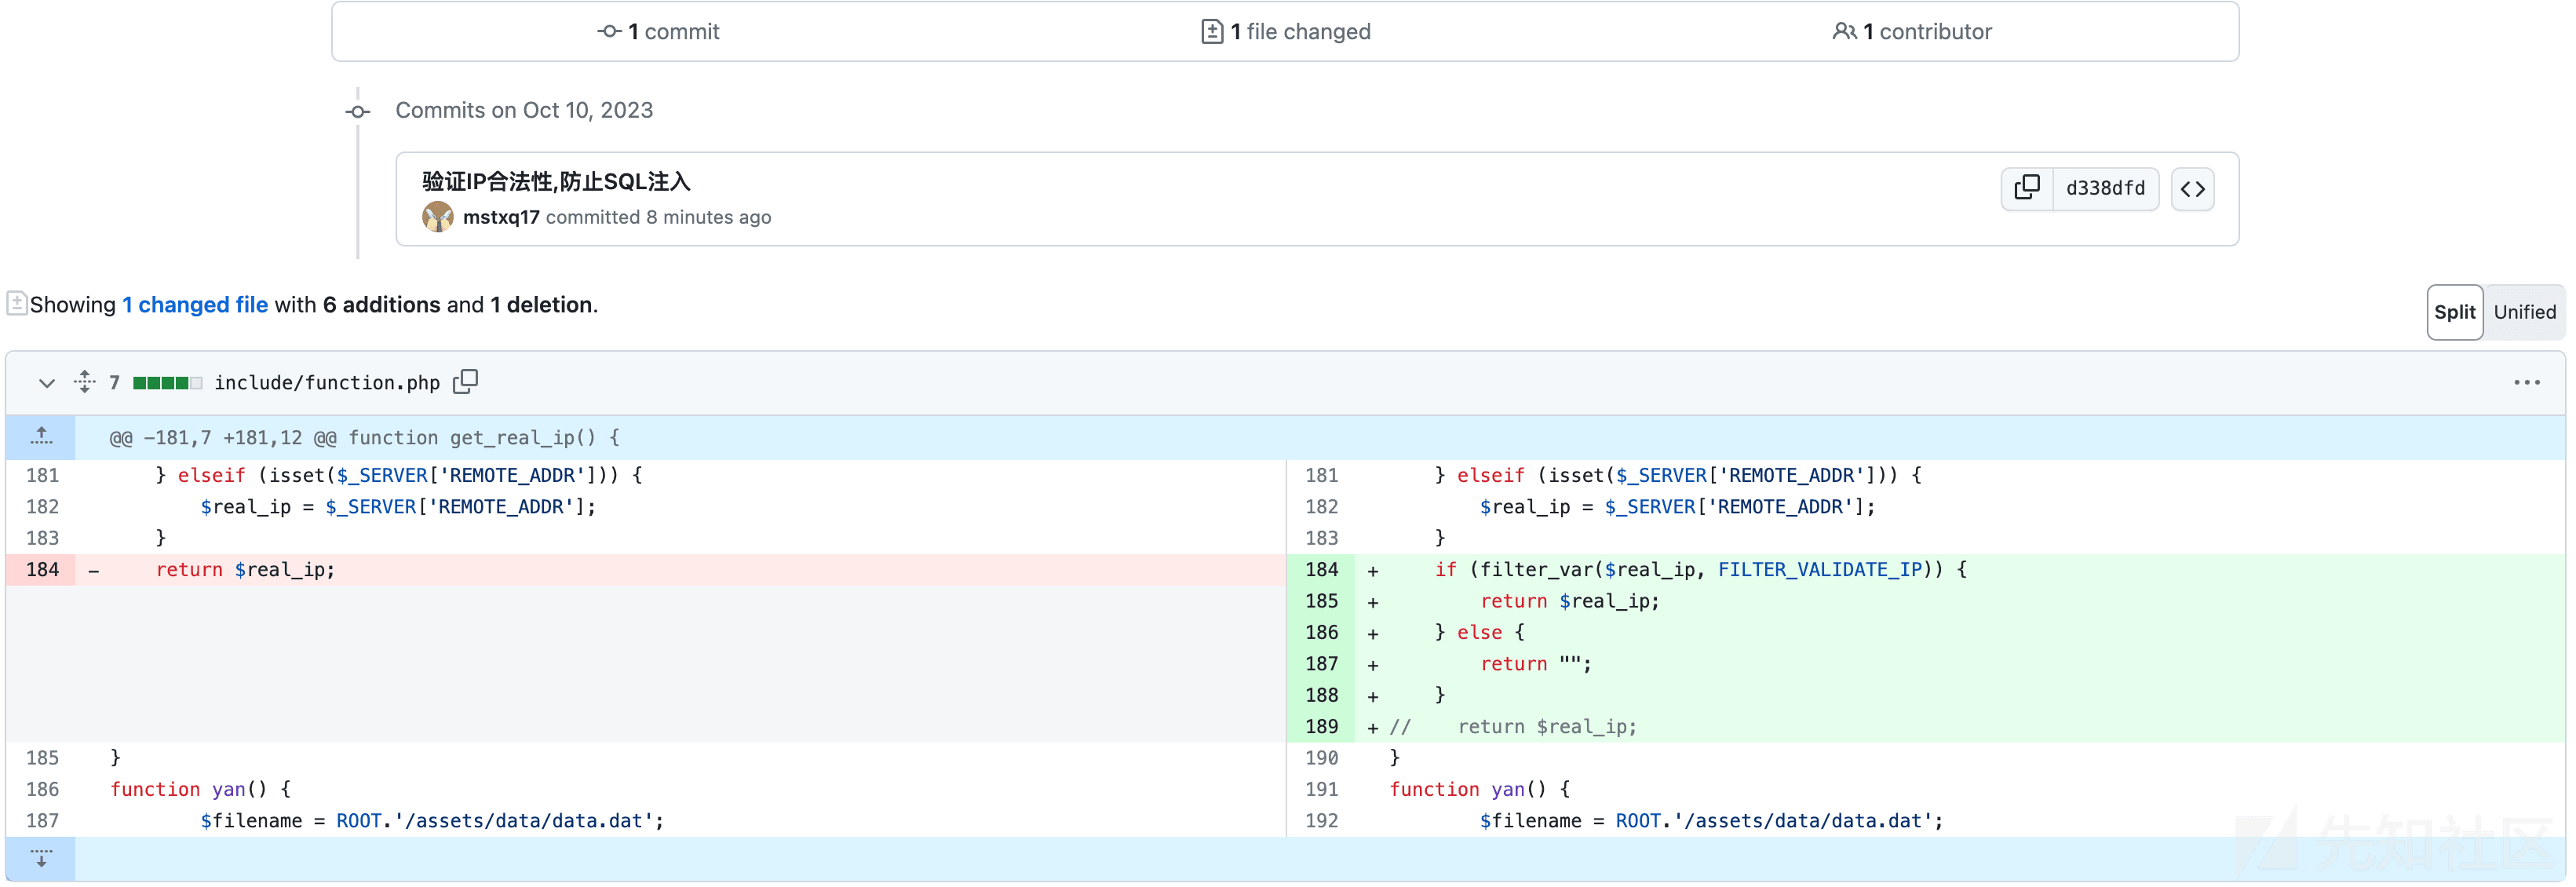 1 commit 1 file changed 1 contributor
Commits on Oct 10, 2023
验证IP合法性,防止SQL注入
d338dfd
mstxq17 committed 8 minutes ago
Showing 1 changed file with 6 additions and 1 deletion.
Split Unified
7 include/function.php
@@ -181,7 +181,12 @@ function get_real_ip() {
181 } elseif (isset($_SERVER['REMOTE_ADDR'])) {
182 $real_ip = $_SERVER['REMOTE_ADDR'];
183 }
184 - return $real_ip;
185 }
186 function yan() {
187 $filename = ROOT.'/assets/data/data.dat';
181 } elseif (isset($_SERVER['REMOTE_ADDR'])) {
182 $real_ip = $_SERVER['REMOTE_ADDR'];
183 }
184 + if (filter_var($real_ip, FILTER_VALIDATE_IP)) {
185 + return $real_ip;
186 + } else {
187 + return "";
188 + }
189 + // return $real_ip;
190 }
191 function yan() {
192 $filename = ROOT.'/assets/data/data.dat';
先知社区